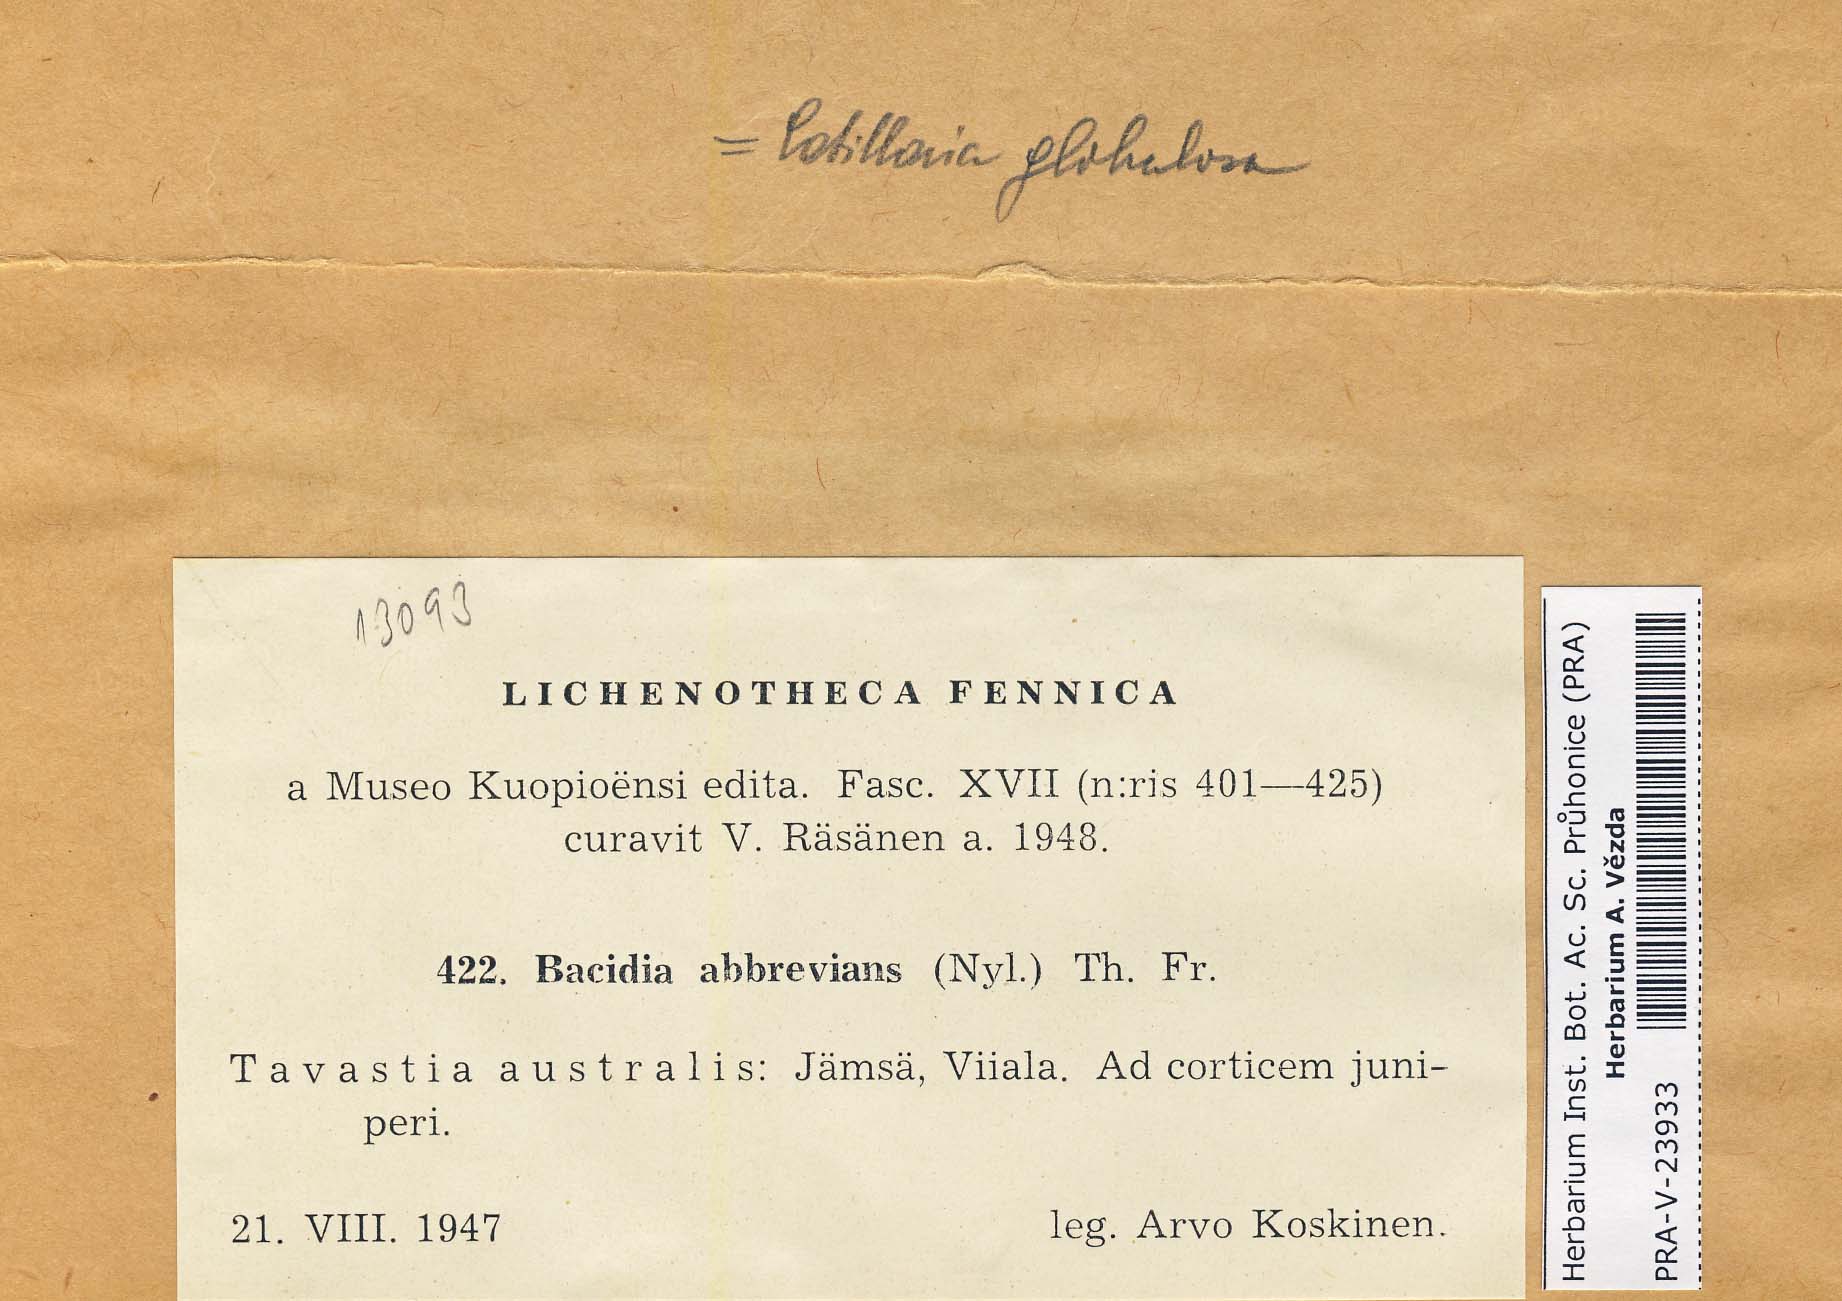 = Catillaria globulosa
13093
LICHENOTHECA FENNICA
a Museo Kuopioënsi edita. Fasc. XVII (n:ris 401—425)
curavit V. Räsänen a. 1948.
422. Bacidia abbrevians (Nyl.) Th. Fr.
Tavastia australis: Jämsä, Viiala. Ad corticem juni-
peri.
21. VIII. 1947 leg. Arvo Koskinen.
Herbarium Inst. Bot. Ac. Sc. Průhonice (PRA)
Herbarium A. Vězda
PRA-V-23933